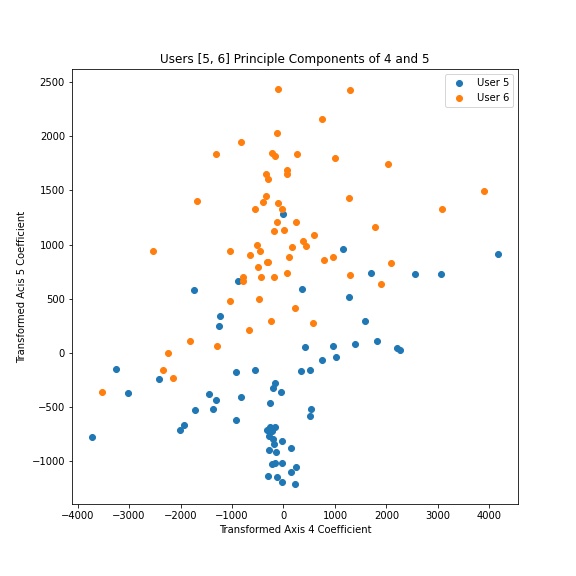 Users [5, 6] Principle Components of 4 and 5
User 5
User 6
2500
2000
1500
1000
500
0
−500
−1000
Transformed Acis 5 Coefficient
−4000 −3000 −2000 −1000 0 1000 2000 3000 4000
Transformed Axis 4 Coefficient